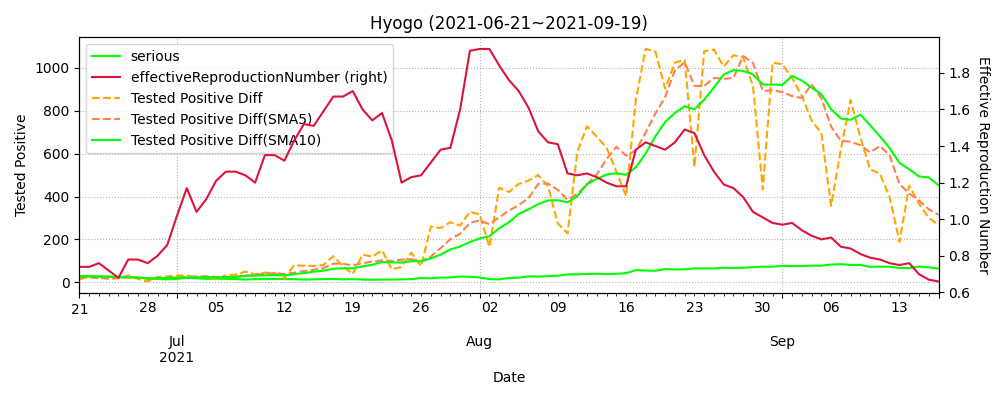 Hyogo (2021-06-21~2021-09-19)
serious
effectiveReproductionNumber (right)
Tested Positive Diff
Tested Positive Diff(SMA5)
Tested Positive Diff(SMA10)
Tested Positive
1000
800
600
400
200
0
1.8
1.6
1.4
1.2
1.0
0.8
0.6
Effective Reproduction Number
21 28 05 12 19 26 02 09 16 23 30 06 13
Jul Aug Sep
2021
Date